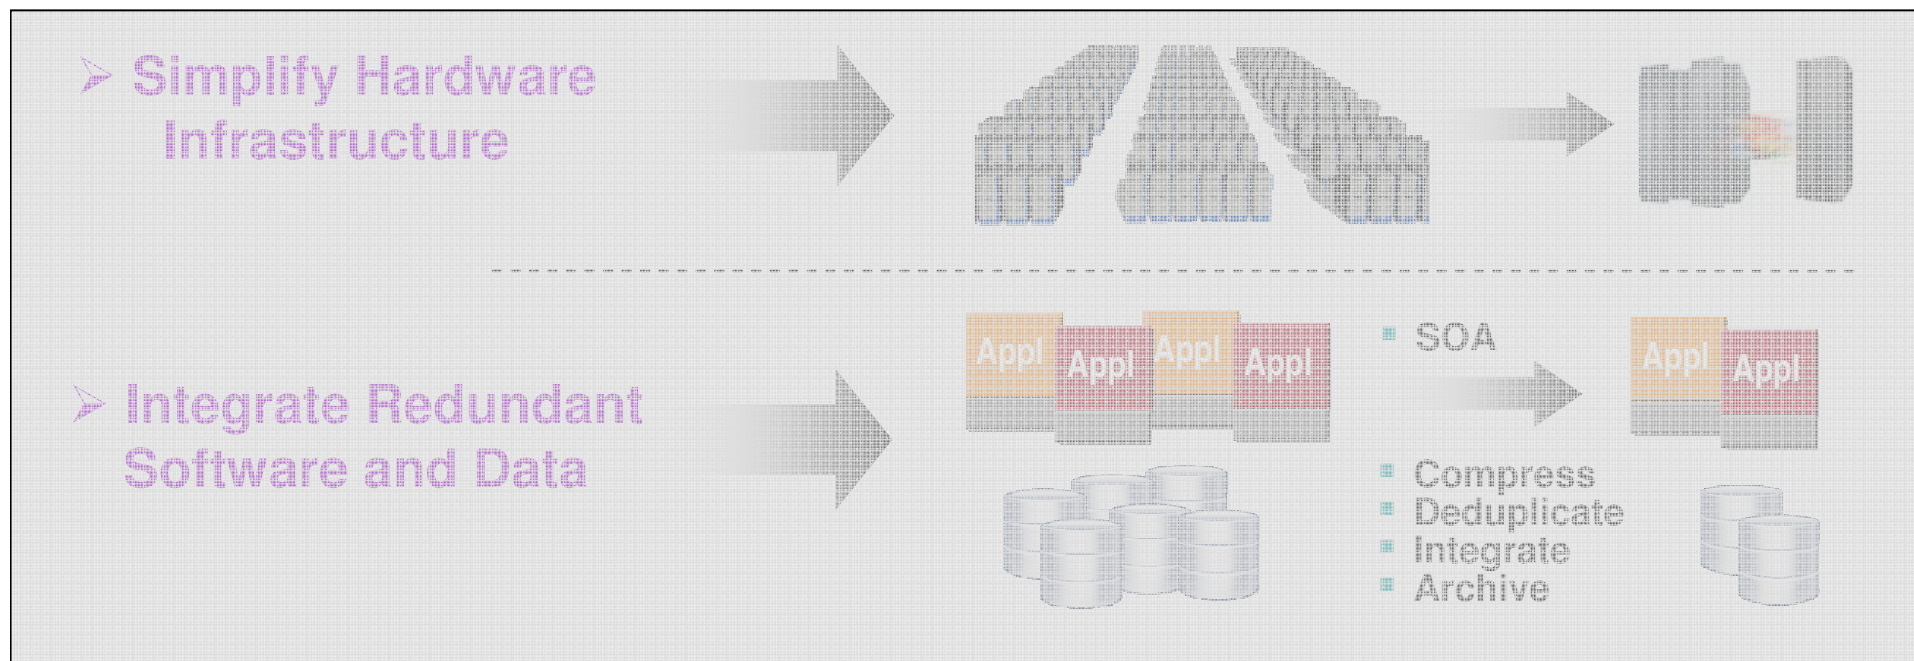 Simplify Hardware
Infrastructure
Appl
Appl
Appl
Appl
SOA
Appl
Appl
Integrate Redundant
Software and Data
Compress
Deduplicate
Integrate
Archive